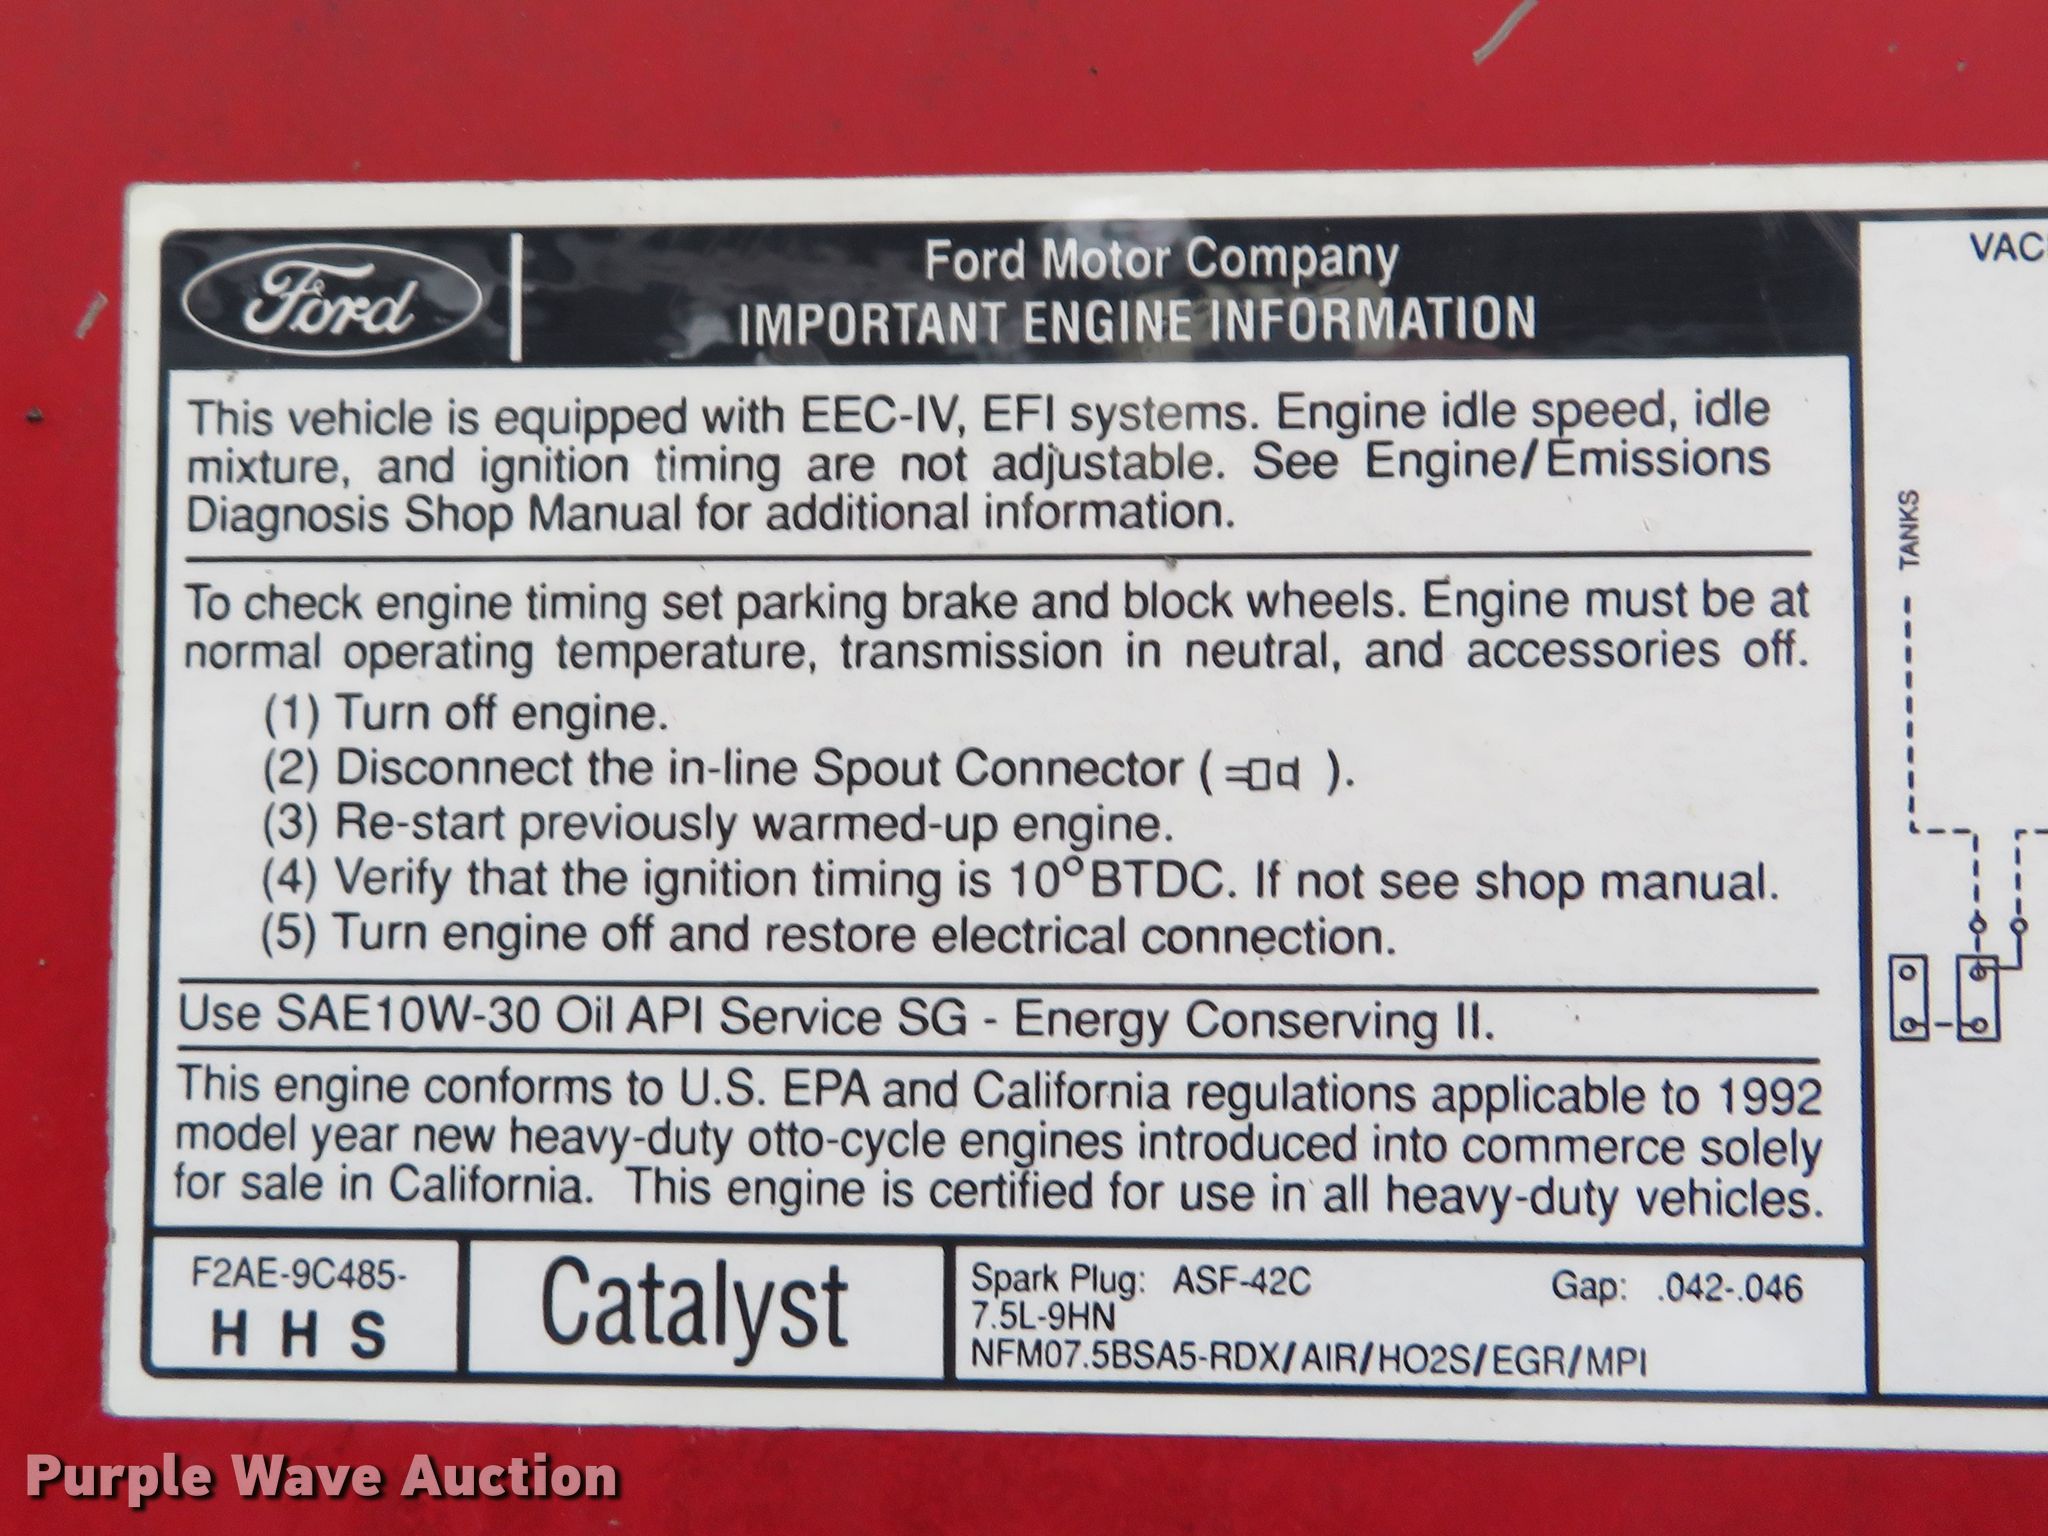 Ford
Ford Motor Company
IMPORTANT ENGINE INFORMATION
This vehicle is equipped with EEC-IV, EFI systems. Engine idle speed, idle
mixture, and ignition timing are not adjustable. See Engine/Emissions
Diagnosis Shop Manual for additional information.
To check engine timing set parking brake and block wheels. Engine must be at
normal operating temperature, transmission in neutral, and accessories off.
(1) Turn off engine.
(2) Disconnect the in-line Spout Connector ( ).
(3) Re-start previously warmed-up engine.
(4) Verify that the ignition timing is 10°BTDC. If not see shop manual.
(5) Turn engine off and restore electrical connection.
Use SAE10W-30 Oil API Service SG - Energy Conserving II.
This engine conforms to U.S. EPA and California regulations applicable to 1992
model year new heavy-duty otto-cycle engines introduced into commerce solely
for sale in California. This engine is certified for use in all heavy-duty vehicles.
F2AE-9C485-
H H S
Catalyst
Spark Plug: ASF-42C Gap: .042-.046
7.5L-9HN
NFM07.5BSA5-RDX/AIR/HO2S/EGR/MPI
VAC
TANKS
Purple Wave Auction